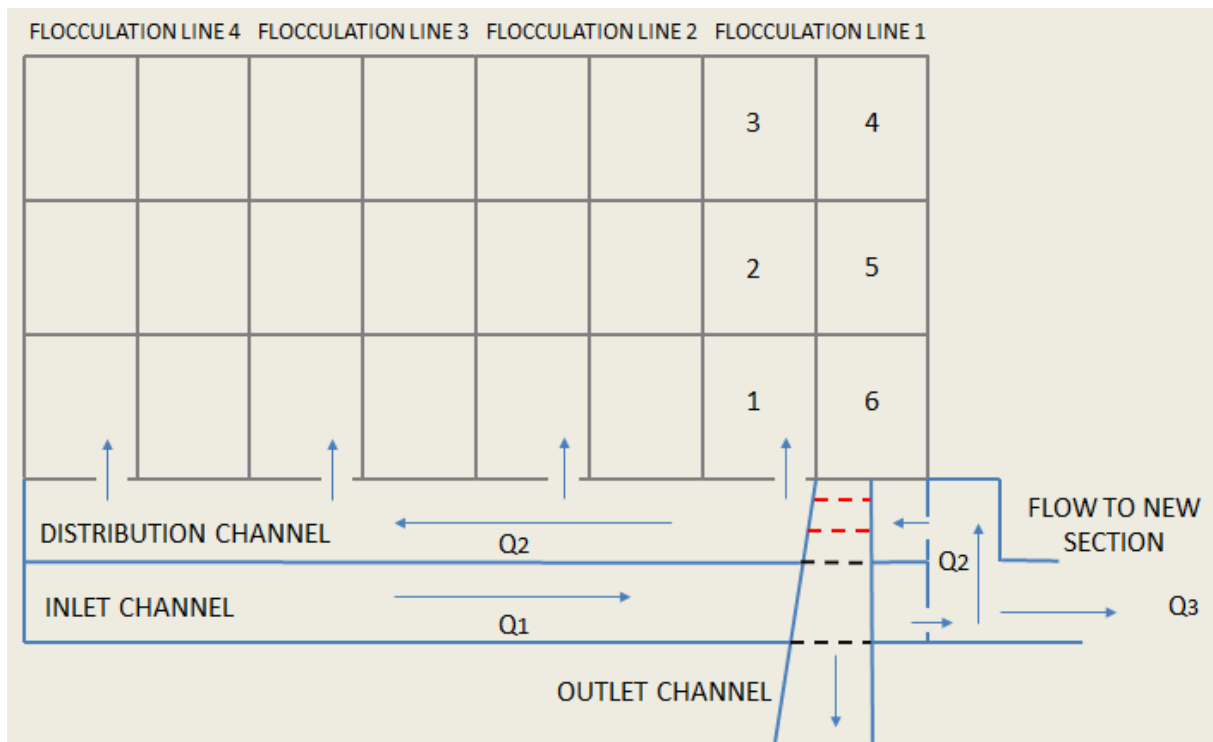 FLOCCULATION LINE 4 FLOCCULATION LINE 3 FLOCCULATION LINE 2 FLOCCULATION LINE 1
3 4
2 5
1 6
DISTRIBUTION CHANNEL
Q2
INLET CHANNEL
Q1
OUTLET CHANNEL
FLOW TO NEW
SECTION
Q2
Q3